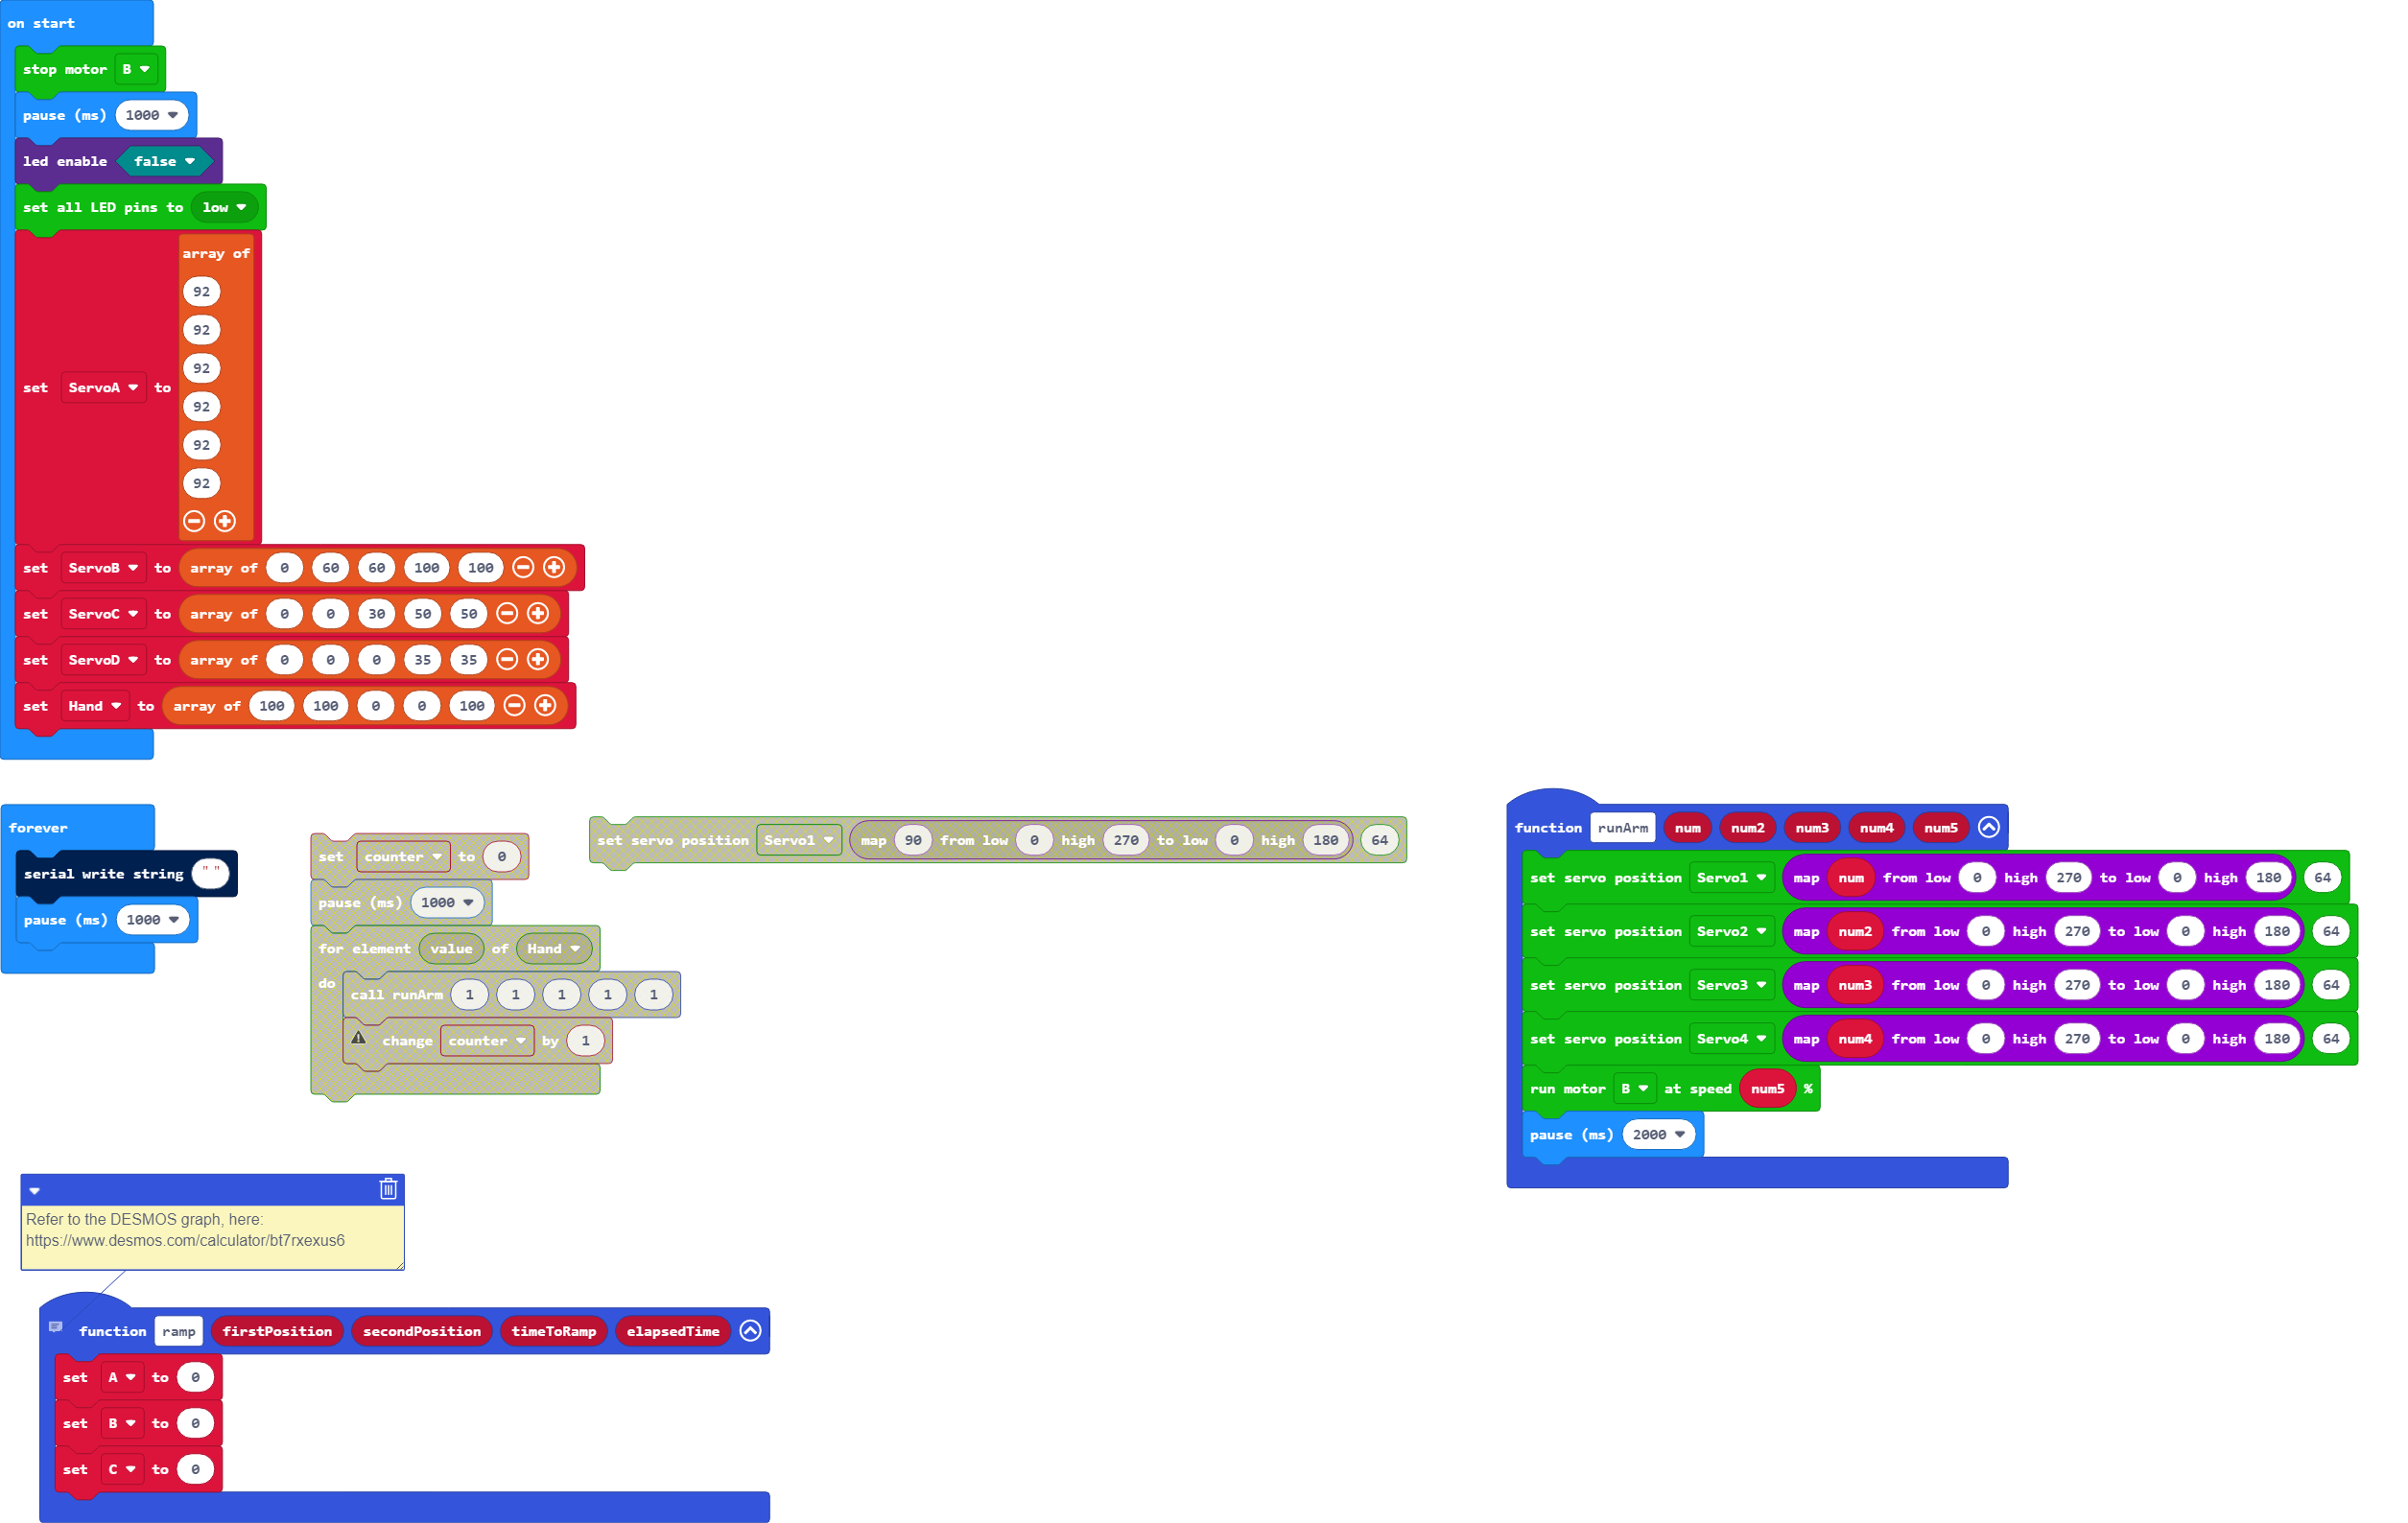 on start
stop motor B
pause (ms) 1000
led enable false
set all LED pins to low
set ServoA to array of
92
92
92
92
92
92
set ServoB to array of 0 60 60 100 100
set ServoC to array of 0 0 30 50 50
set ServoD to array of 0 0 0 35 35
set Hand to array of 100 100 0 0 100
forever
serial write string " "
pause (ms) 1000
set counter to 0
pause (ms) 1000
for element value of Hand
do
call runArm 1 1 1 1 1
change counter by 1
set servo position Servo1 map 90 from low 0 high 270 to low 0 high 180 64
function runArm num num2 num3 num4 num5
set servo position Servo1 map num from low 0 high 270 to low 0 high 180 64
set servo position Servo2 map num2 from low 0 high 270 to low 0 high 180 64
set servo position Servo3 map num3 from low 0 high 270 to low 0 high 180 64
set servo position Servo4 map num4 from low 0 high 270 to low 0 high 180 64
run motor B at speed num5 %
pause (ms) 2000
Refer to the DESMOS graph, here:
https://www.desmos.com/calculator/bt7rxexus6
function ramp firstPosition secondPosition timeToRamp elapsedTime
set A to 0
set B to 0
set C to 0